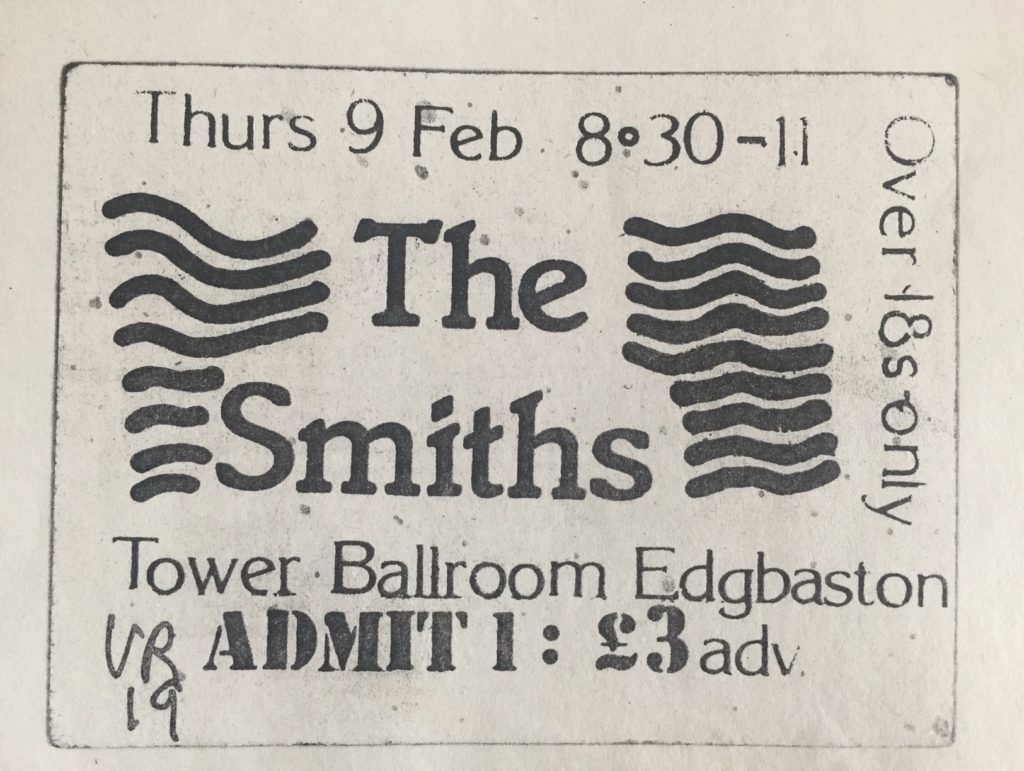 Thurs 9 Feb 8•30-11
Over 18s only
The
Smiths
Tower Ballroom Edgbaston
ADMIT 1: £3 adv.
VR
19